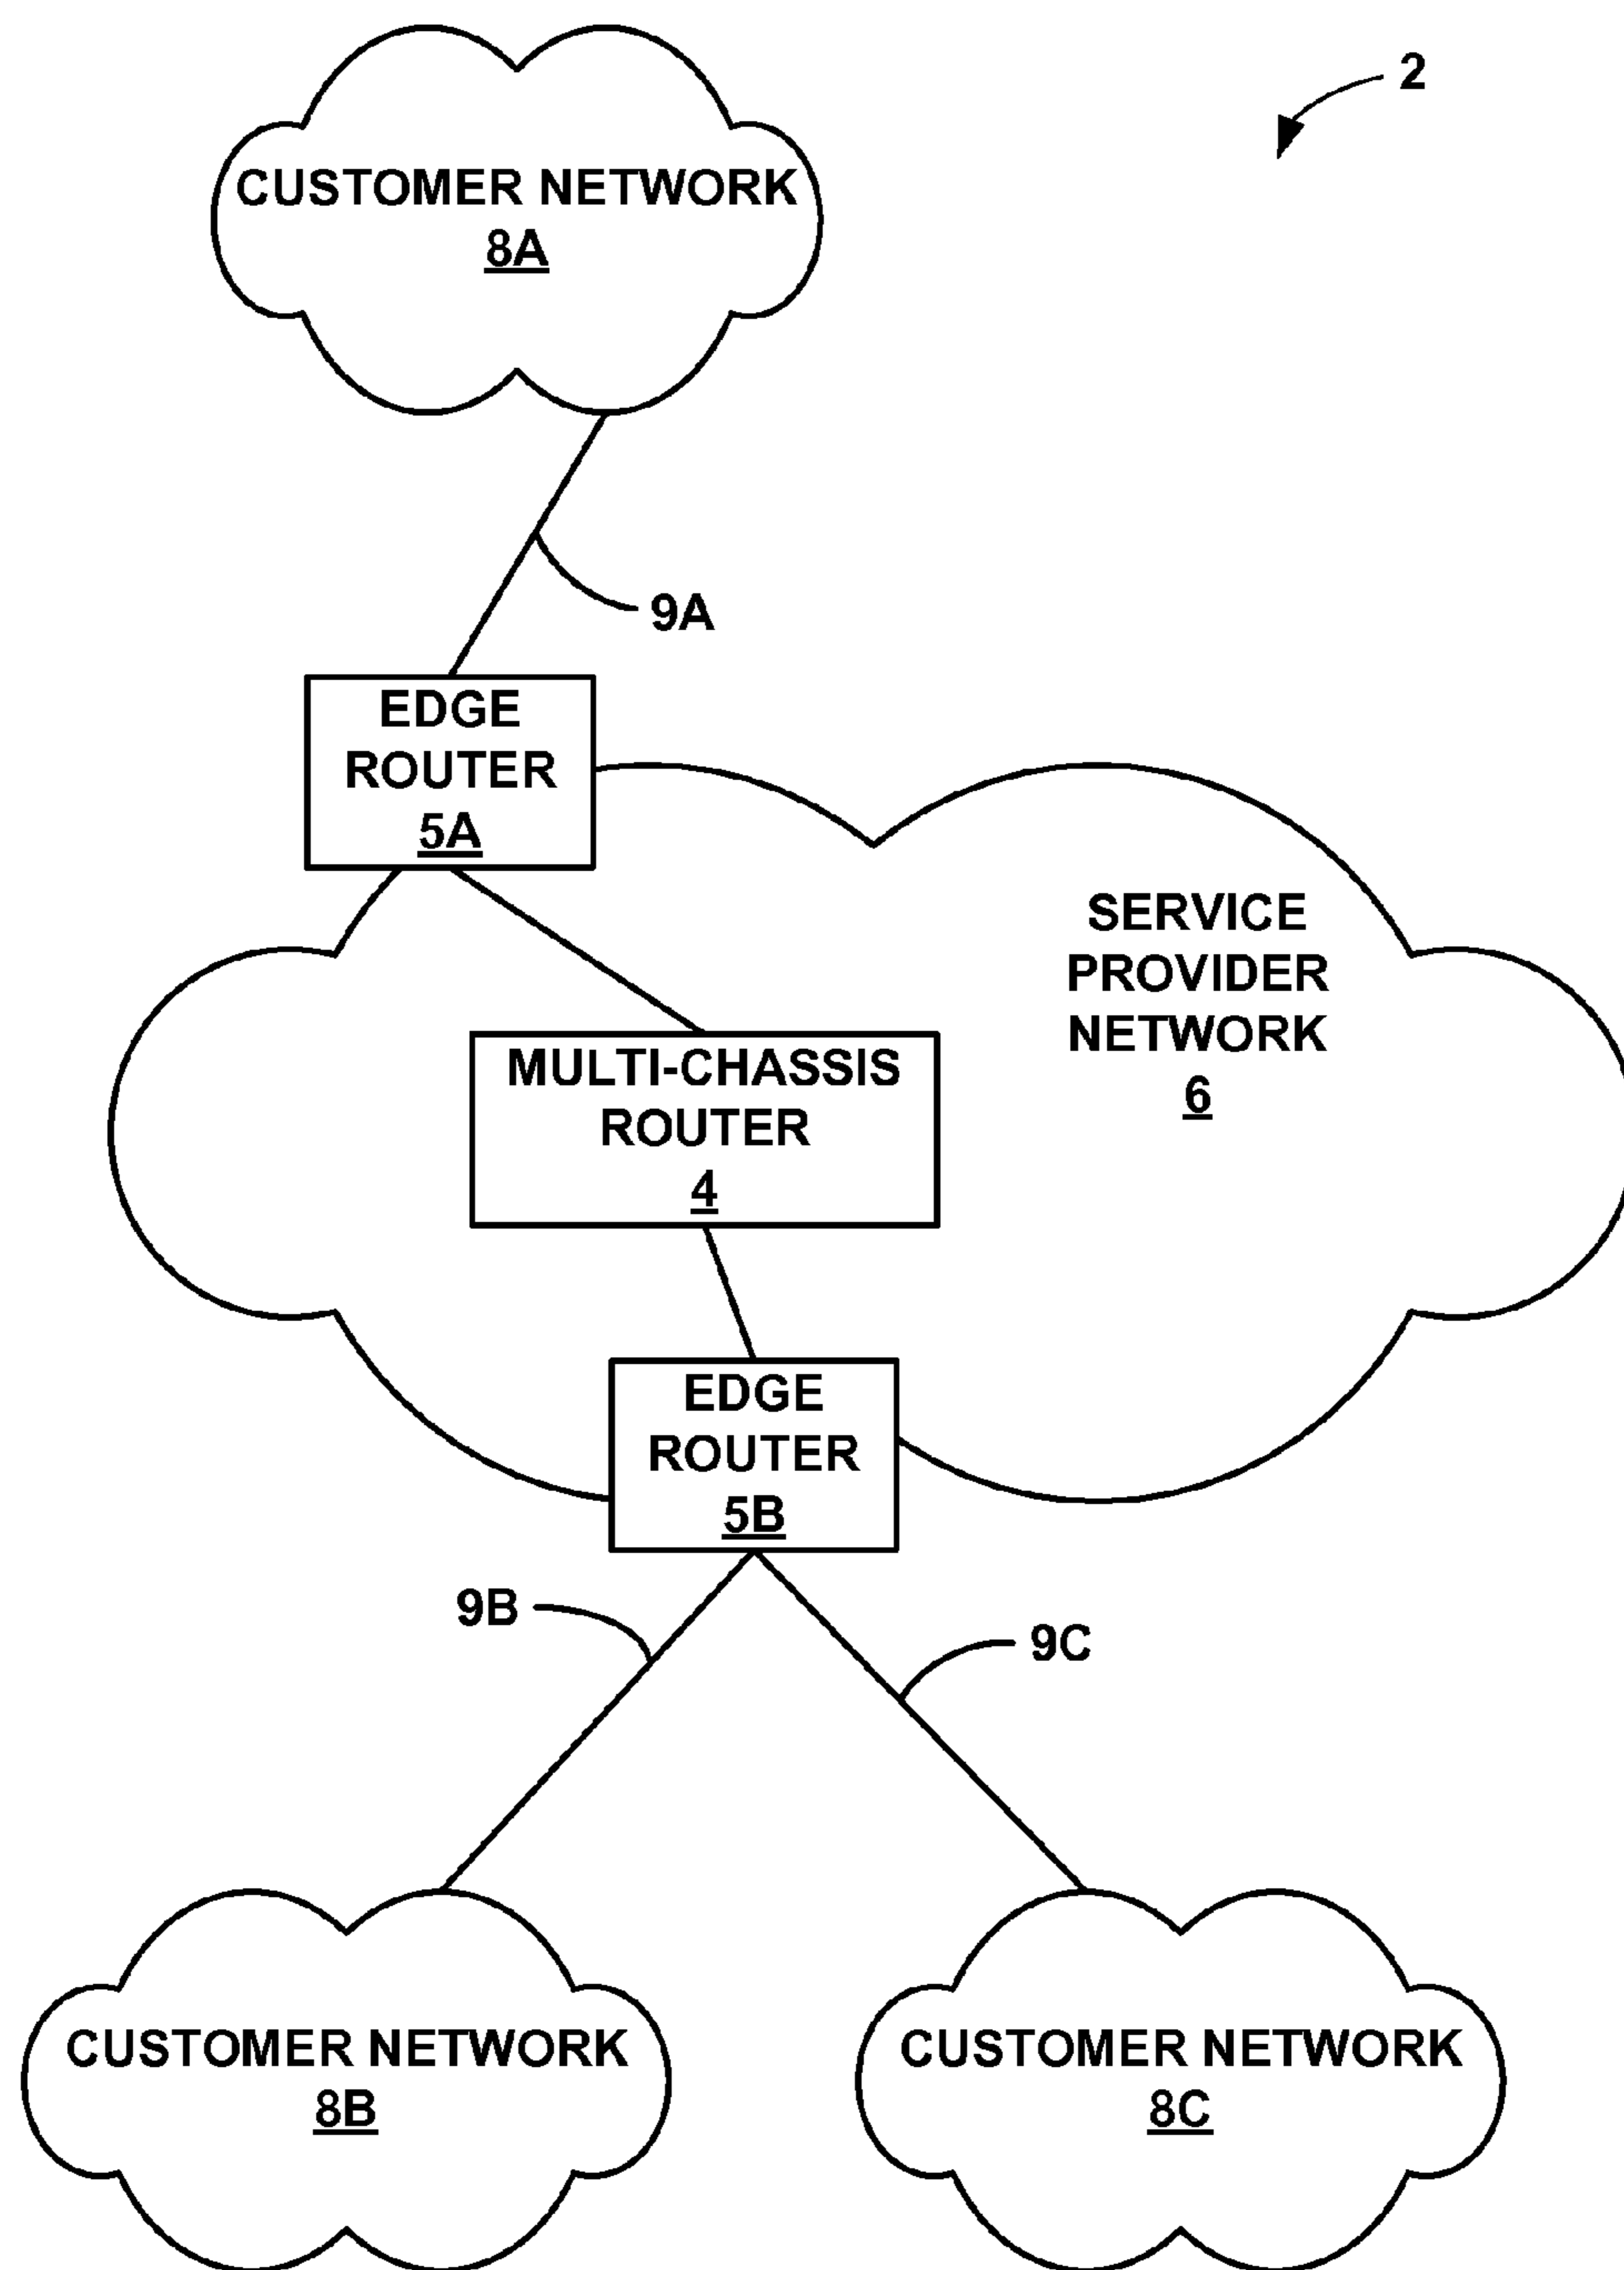 2
CUSTOMER NETWORK
8A
9A
EDGE
ROUTER
5A
SERVICE
PROVIDER
NETWORK
6
MULTI-CHASSIS
ROUTER
4
EDGE
ROUTER
5B
9B
9C
CUSTOMER NETWORK
8B
CUSTOMER NETWORK
8C